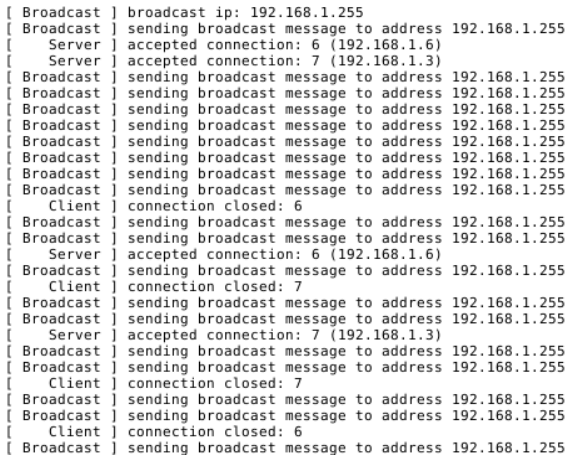 [ Broadcast ] broadcast ip: 192.168.1.255
[ Broadcast ] sending broadcast message to address 192.168.1.255
[    Server ] accepted connection: 6 (192.168.1.6)
[    Server ] accepted connection: 7 (192.168.1.3)
[ Broadcast ] sending broadcast message to address 192.168.1.255
[ Broadcast ] sending broadcast message to address 192.168.1.255
[ Broadcast ] sending broadcast message to address 192.168.1.255
[ Broadcast ] sending broadcast message to address 192.168.1.255
[ Broadcast ] sending broadcast message to address 192.168.1.255
[ Broadcast ] sending broadcast message to address 192.168.1.255
[ Broadcast ] sending broadcast message to address 192.168.1.255
[ Broadcast ] sending broadcast message to address 192.168.1.255
[    Client ] connection closed: 6
[ Broadcast ] sending broadcast message to address 192.168.1.255
[ Broadcast ] sending broadcast message to address 192.168.1.255
[    Server ] accepted connection: 6 (192.168.1.6)
[ Broadcast ] sending broadcast message to address 192.168.1.255
[    Client ] connection closed: 7
[ Broadcast ] sending broadcast message to address 192.168.1.255
[ Broadcast ] sending broadcast message to address 192.168.1.255
[    Server ] accepted connection: 7 (192.168.1.3)
[ Broadcast ] sending broadcast message to address 192.168.1.255
[ Broadcast ] sending broadcast message to address 192.168.1.255
[    Client ] connection closed: 7
[ Broadcast ] sending broadcast message to address 192.168.1.255
[ Broadcast ] sending broadcast message to address 192.168.1.255
[    Client ] connection closed: 6
[ Broadcast ] sending broadcast message to address 192.168.1.255